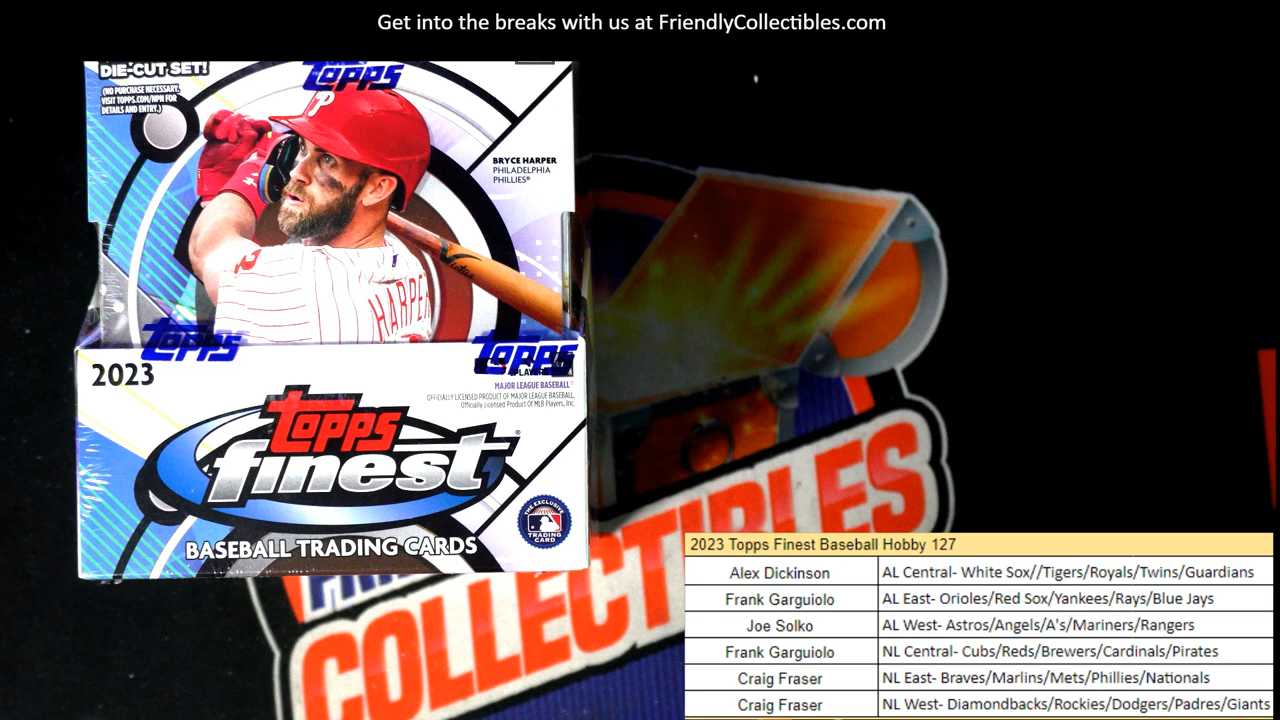 Get into the breaks with us at FriendlyCollectibles.com
DIE-CUT SET!
(NO PURCHASE NECESSARY.
VISIT TOPPS.COM/NPN FOR
DETAILS AND ENTRY.)
TOPPS
P
BRYCE HARPER
PHILADELPHIA
PHILLIES®
HARPER
TOPPS
TOPPS
2023
PLAYERS
MAJOR LEAGUE BASEBALL
OFFICIALLY LICENSED PRODUCT OF MAJOR LEAGUE BASEBALL.
Officially Licensed Product Of MLB Players, Inc.
TOPPS
finest®
THE EXCLUSIVE
TRADING
CARD
BASEBALL TRADING CARDS
COLLECTIBLES
2023 Topps Finest Baseball Hobby 127
Alex Dickinson AL Central- White Sox//Tigers/Royals/Twins/Guardians
Frank Garguiolo AL East- Orioles/Red Sox/Yankees/Rays/Blue Jays
Joe Solko AL West- Astros/Angels/A's/Mariners/Rangers
Frank Garguiolo NL Central- Cubs/Reds/Brewers/Cardinals/Pirates
Craig Fraser NL East- Braves/Marlins/Mets/Phillies/Nationals
Craig Fraser NL West- Diamondbacks/Rockies/Dodgers/Padres/Giants